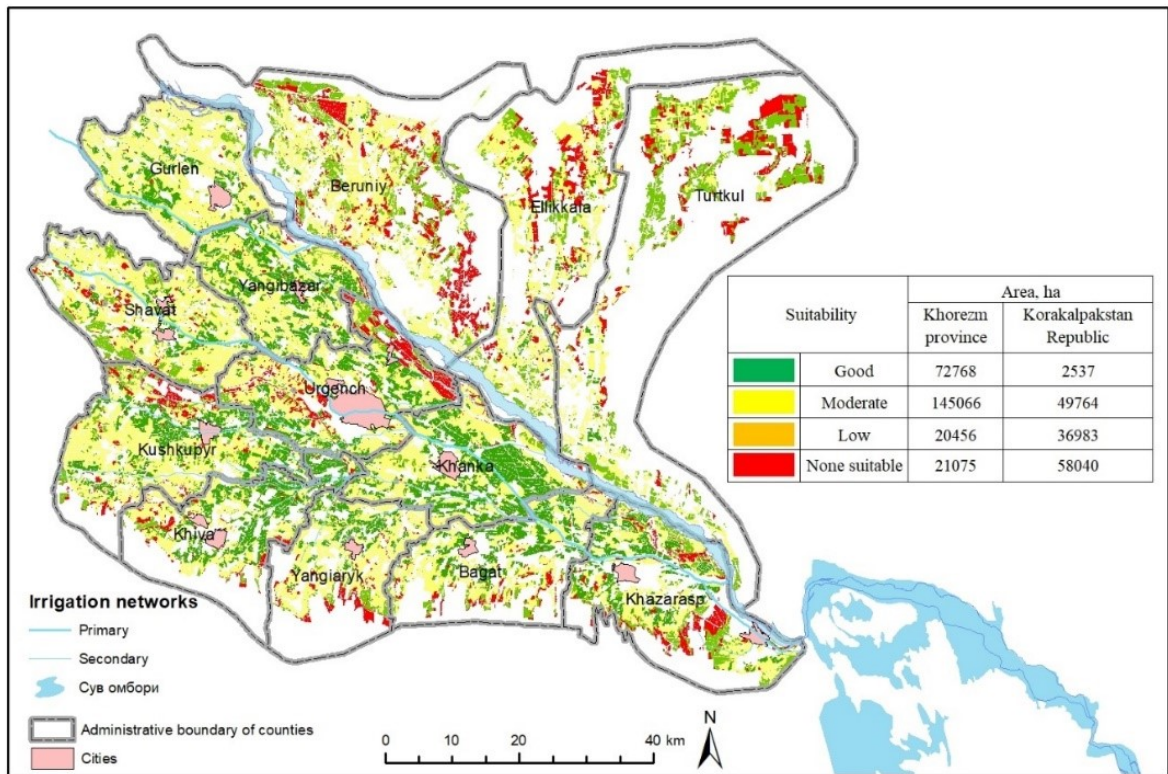 Gurlen
Beruniy
Ellikkala
Turtkul
Yangibazar
Shavat
Urgench
Kushkupyr
Khanka
Khiva
Yangiaryk
Bagat
Khazarasp
Suitability
Area, ha
Khorezm province
Korakalpakstan Republic
Good 72768 2537
Moderate 145066 49764
Low 20456 36983
None suitable 21075 58040
Irrigation networks
Primary
Secondary
Сув омбори
Administrative boundary of counties
Cities
0 10 20 40 km
N